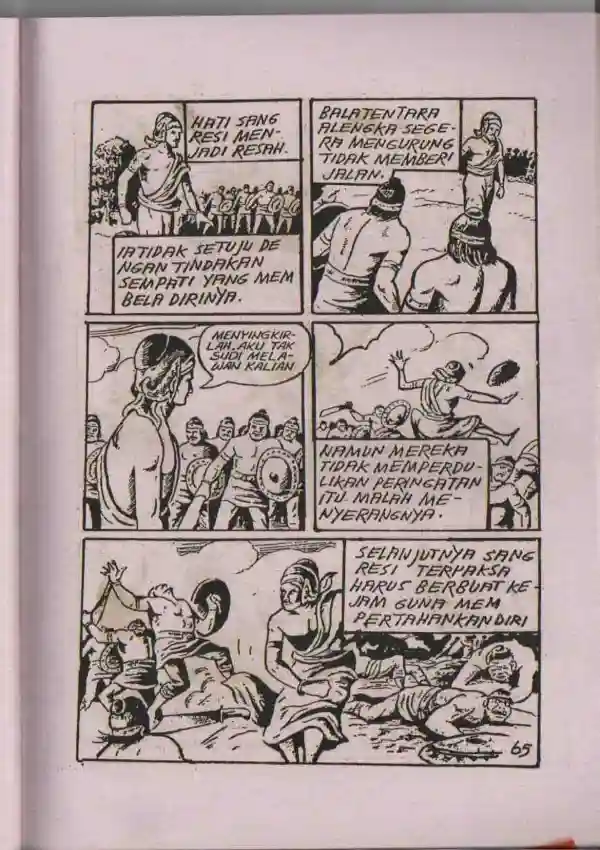 HATI SANG
RESI MEN-
JADI RESAH.
IA TIDAK SETUJU DE
NGAN TINDAKAN
SEMPATI YANG MEM
BELA DIRINYA.
BALATENTARA
ALENGKA SEGE-
RA MENGURUNG
TIDAK MEMBERI
JALAN.
MENYINGKIR-
LAH. AKU TAK
SUDI MELA-
WAN KALIAN
NAMUN MEREKA
TIDAK MEMPERDU-
LIKAN PERINGATAN
ITU. MALAH ME-
NYERANGNYA.
SELANJUTNYA SANG
RESI TERPAKSA
HARUS BERBUAT KE-
JAM GUNA MEM
PERTAHANKAN DIRI
65